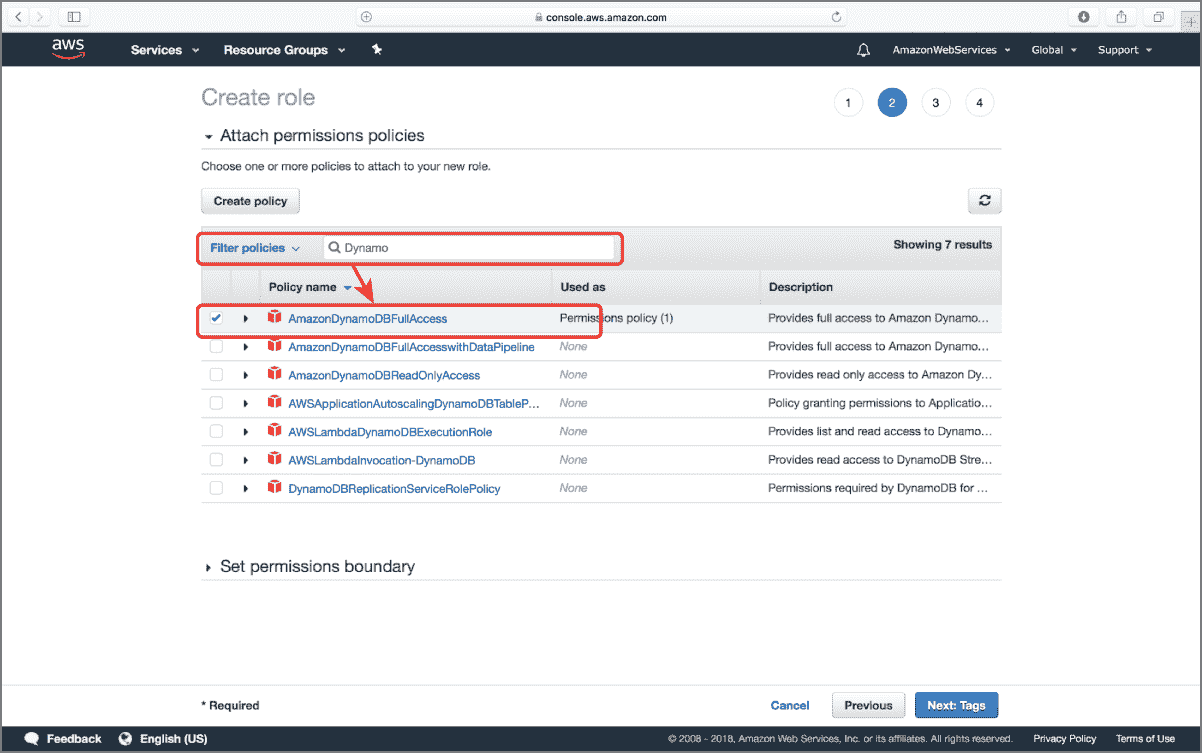 console.aws.amazon.com
aws Services Resource Groups AmazonWebServices Global Support
Create role
1 2 3 4
Attach permissions policies
Choose one or more policies to attach to your new role.
Create policy
Filter policies Dynamo Showing 7 results
Policy name Used as Description
AmazonDynamoDBFullAccess Permissions policy (1) Provides full access to Amazon Dynamo…
AmazonDynamoDBFullAccesswithDataPipeline None Provides full access to Amazon Dynamo…
AmazonDynamoDBReadOnlyAccess None Provides read only access to Amazon Dy…
AWSApplicationAutoscalingDynamoDBTableP… None Policy granting permissions to Applicatio…
AWSLambdaDynamoDBExecutionRole None Provides list and read access to Dynamo…
AWSLambdaInvocation-DynamoDB None Provides read access to DynamoDB Stre…
DynamoDBReplicationServiceRolePolicy None Permissions required by DynamoDB for …
Set permissions boundary
* Required Cancel Previous Next: Tags
Feedback English (US) © 2008 - 2018, Amazon Web Services, Inc. or its affiliates. All rights reserved. Privacy Policy Terms of Use